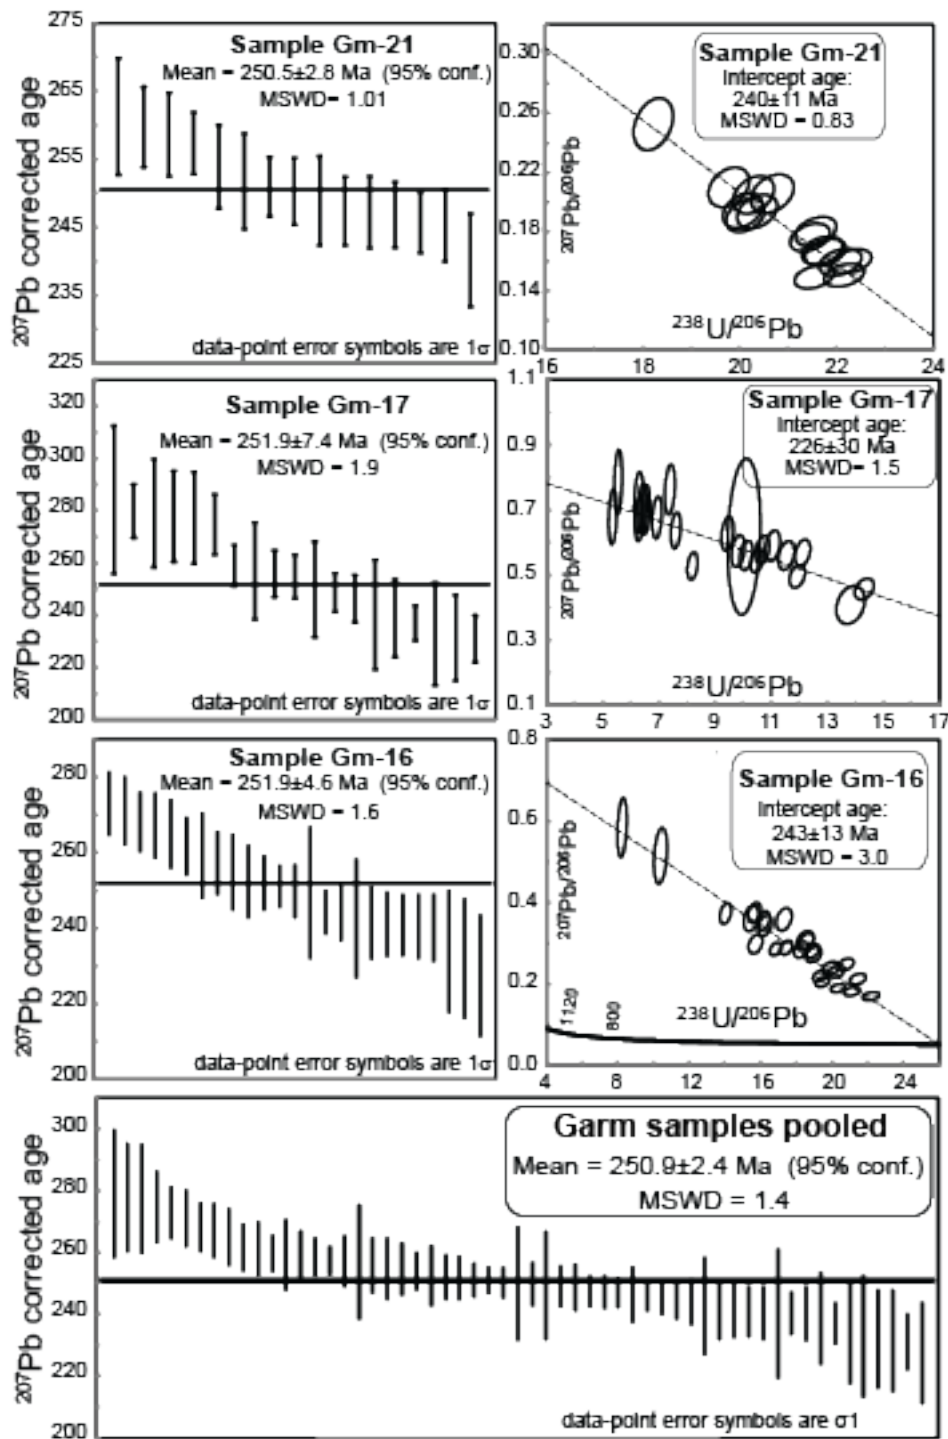 275
265
255
245
235
225
207Pb corrected age
Sample Gm-21
Mean = 250.5±2.8 Ma (95% conf.)
MSWD= 1.01
data-point error symbols are 1σ
0.30
0.26
0.22
0.18
0.14
0.10
207Pb/206Pb
Sample Gm-21
Intercept age:
240±11 Ma
MSWD = 0.83
238U/206Pb
16 18 20 22 24
320
300
280
260
240
220
200
207Pb corrected age
Sample Gm-17
Mean = 251.9±7.4 Ma (95% conf.)
MSWD = 1.9
data-point error symbols are 1σ
1.1
0.9
0.7
0.5
0.3
0.1
207Pb/206Pb
Sample Gm-17
Intercept age:
226±30 Ma
MSWD= 1.5
238U/206Pb
3 5 7 9 11 13 15 17
280
260
240
220
200
207Pb corrected age
Sample Gm-16
Mean = 251.9±4.6 Ma (95% conf.)
MSWD = 1.6
data-point error symbols are 1σ
0.8
0.6
0.4
0.2
0.0
207Pb/206Pb
Sample Gm-16
Intercept age:
243±13 Ma
MSWD = 3.0
1120
800
238U/206Pb
4 8 12 16 20 24
300
280
260
240
220
200
207Pb corrected age
Garm samples pooled
Mean = 250.9±2.4 Ma (95% conf.)
MSWD = 1.4
data-point error symbols are σ1